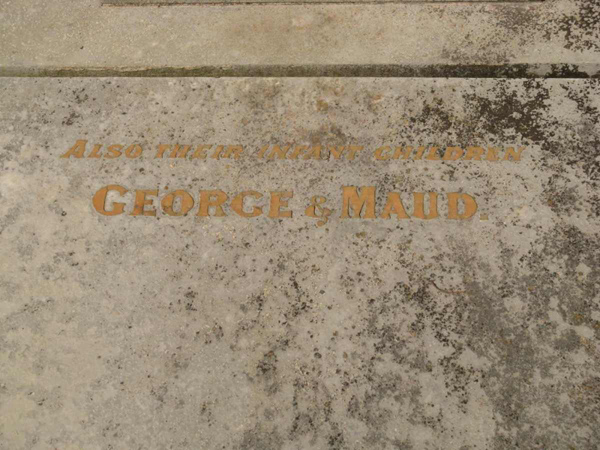 ALSO THEIR INFANT CHILDREN
GEORGE & MAUD.